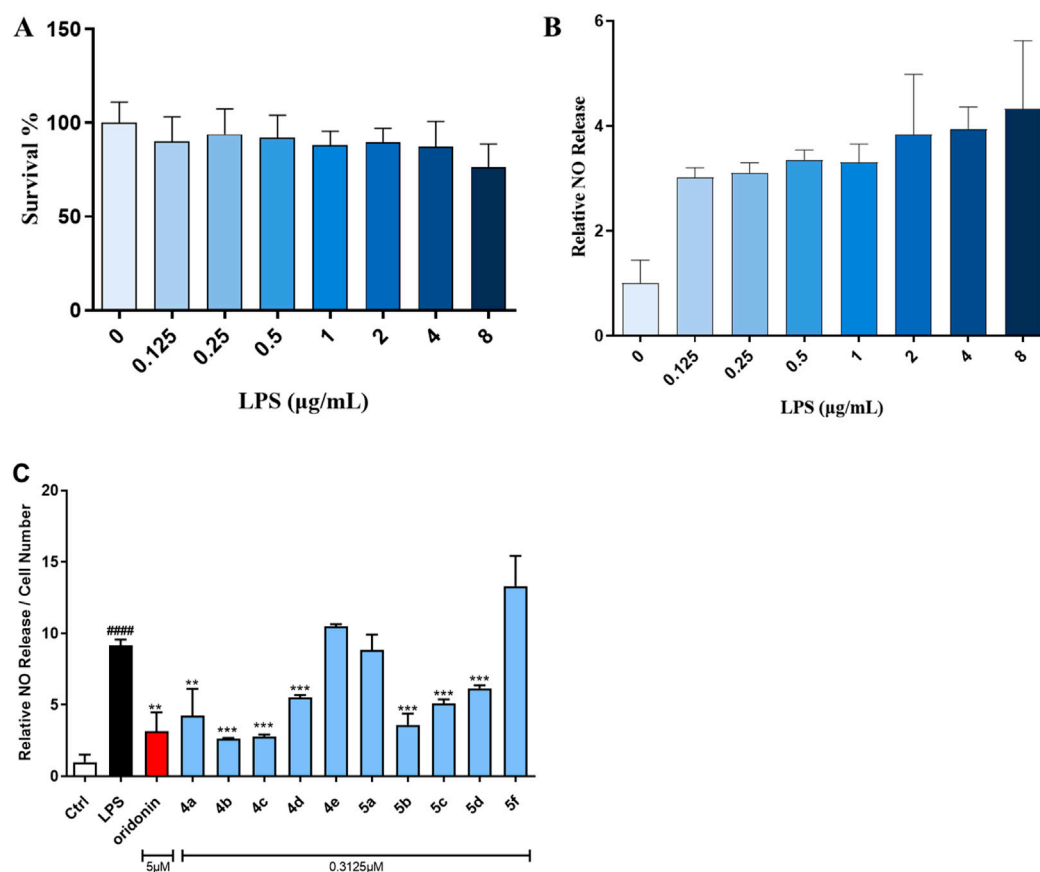 A
150
100
50
0
Survival %
0 0.125 0.25 0.5 1 2 4 8
LPS (µg/mL)
B
6
4
2
0
Relative NO Release
0 0.125 0.25 0.5 1 2 4 8
LPS (µg/mL)
C
20
15
10
5
0
Relative NO Release / Cell Number
####
** ** *** *** *** *** *** ***
Ctrl LPS oridonin 4a 4b 4c 4d 4e 5a 5b 5c 5d 5f
5µM 0.3125µM